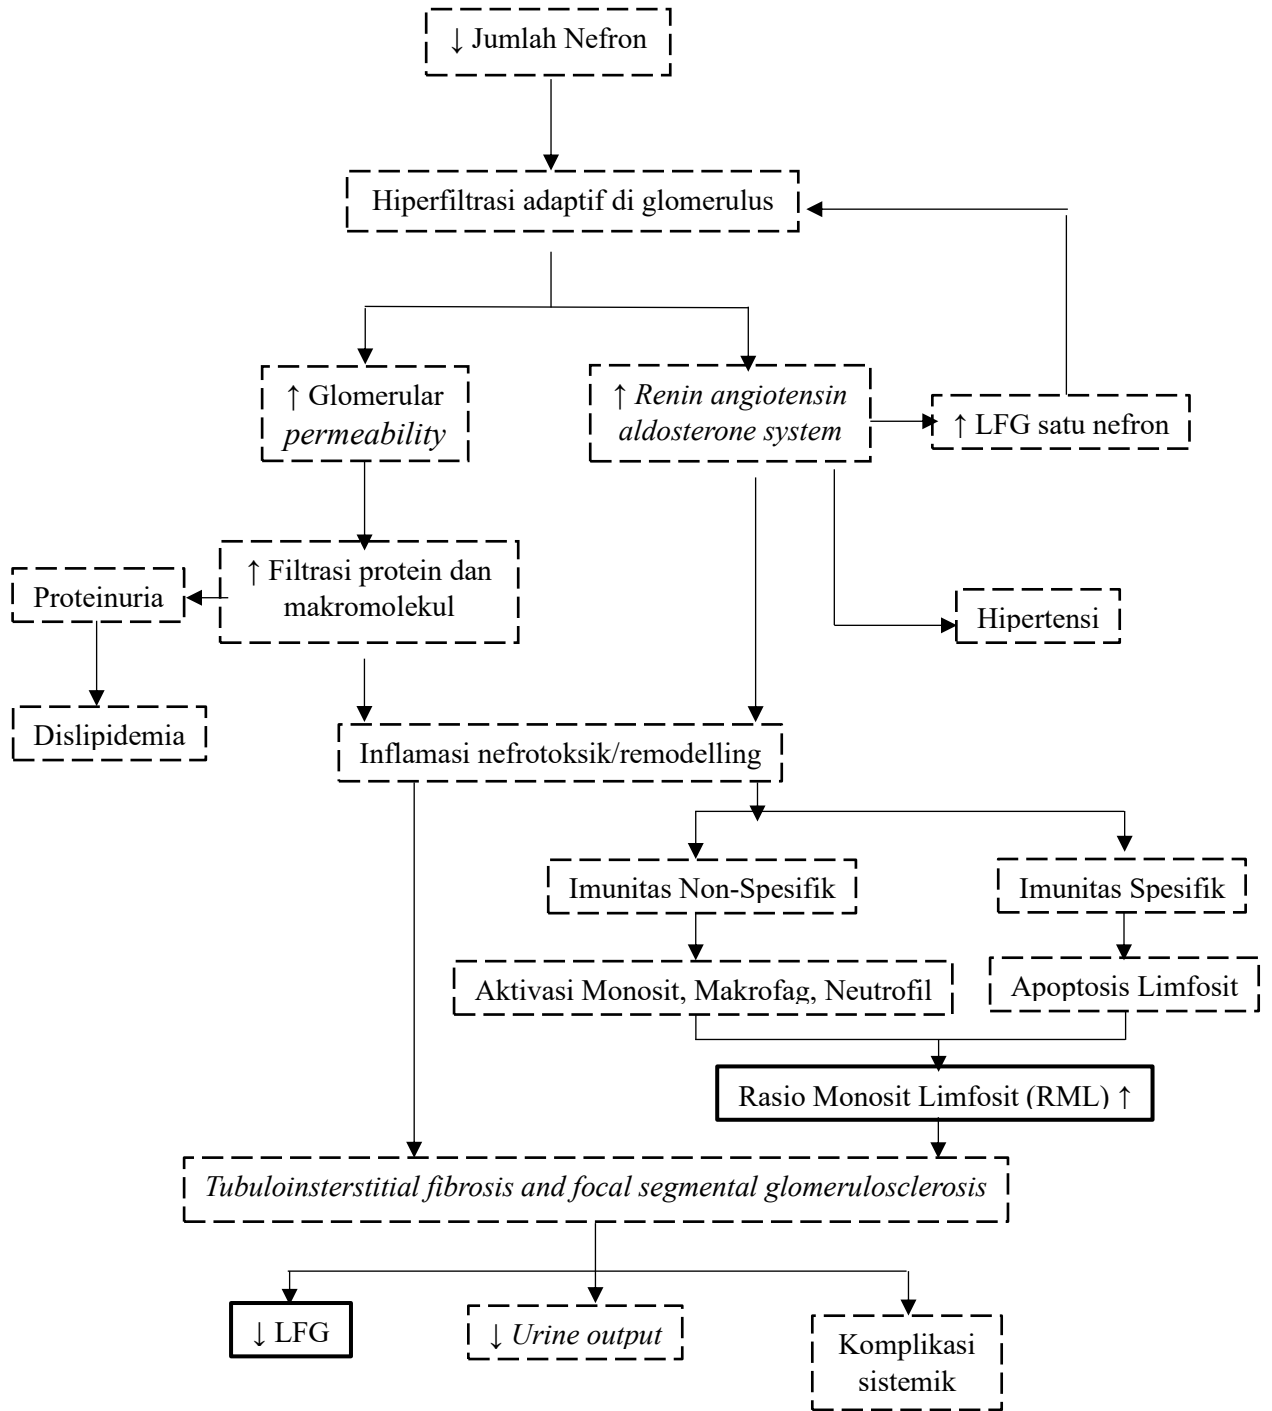 ↓ Jumlah Nefron
Hiperfiltrasi adaptif di glomerulus
↑ Glomerular
permeability
↑ Renin angiotensin
aldosterone system
↑ LFG satu nefron
↑ Filtrasi protein dan
makromolekul
Proteinuria
Hipertensi
Dislipidemia
Inflamasi nefrotoksik/remodelling
Imunitas Non-Spesifik
Imunitas Spesifik
Aktivasi Monosit, Makrofag, Neutrofil
Apoptosis Limfosit
Rasio Monosit Limfosit (RML) ↑
Tubuloinsterstitial fibrosis and focal segmental glomerulosclerosis
↓ LFG
↓ Urine output
Komplikasi
sistemik